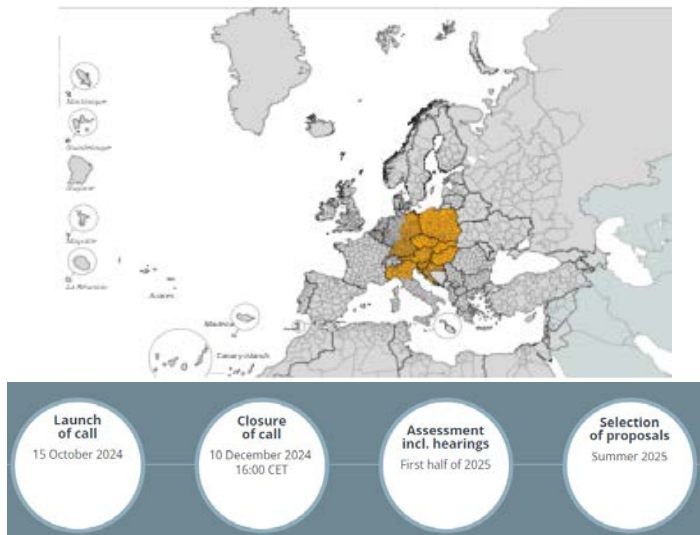 Martinique
Guadeloupe
Guyane
Mayotte
La Réunion
Açores
Madeira
Canary islands
Launch
of call
15 October 2024
Closure
of call
10 December 2024
16:00 CET
Assessment
incl. hearings
First half of 2025
Selection
of proposals
Summer 2025